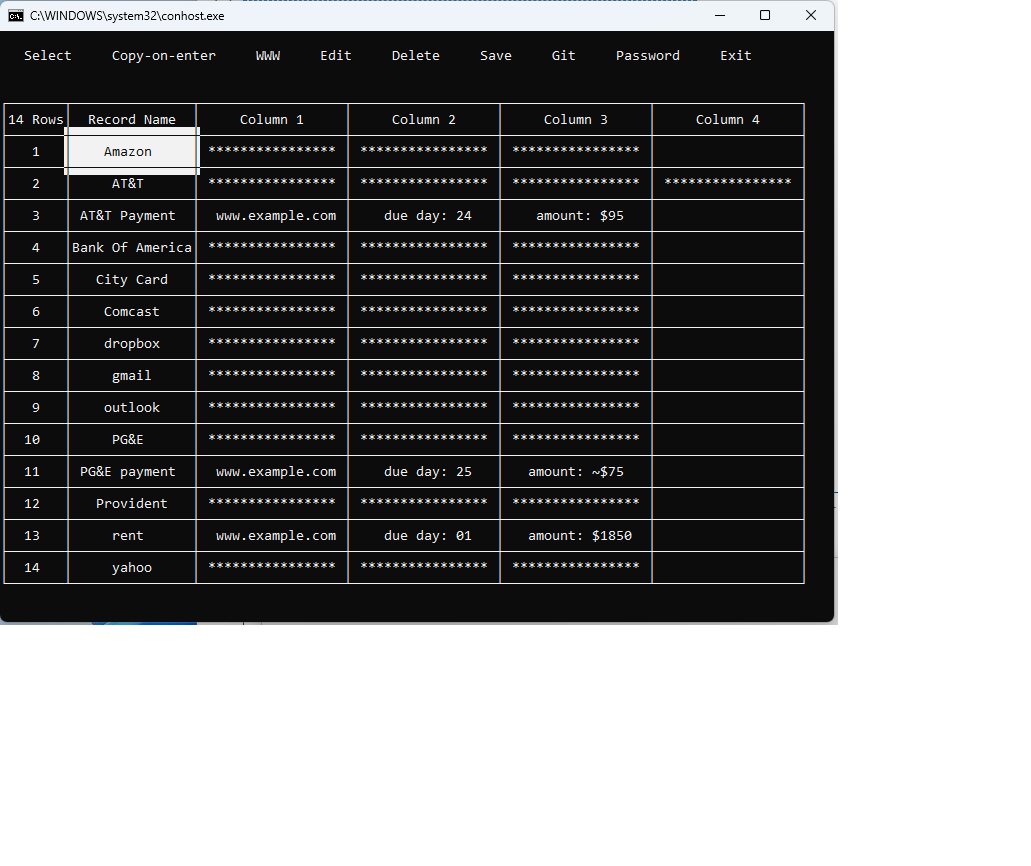 C:\WINDOWS\system32\conhost.exe
Select Copy-on-enter WWW Edit Delete Save Git Password Exit
14 Rows Record Name Column 1 Column 2 Column 3 Column 4
1 Amazon **************** **************** ****************
2 AT&T **************** **************** **************** ****************
3 AT&T Payment www.example.com due day: 24 amount: $95
4 Bank Of America **************** **************** ****************
5 City Card **************** **************** ****************
6 Comcast **************** **************** ****************
7 dropbox **************** **************** ****************
8 gmail **************** **************** ****************
9 outlook **************** **************** ****************
10 PG&E **************** **************** ****************
11 PG&E payment www.example.com due day: 25 amount: ~$75
12 Provident **************** **************** ****************
13 rent www.example.com due day: 01 amount: $1850
14 yahoo **************** **************** ****************